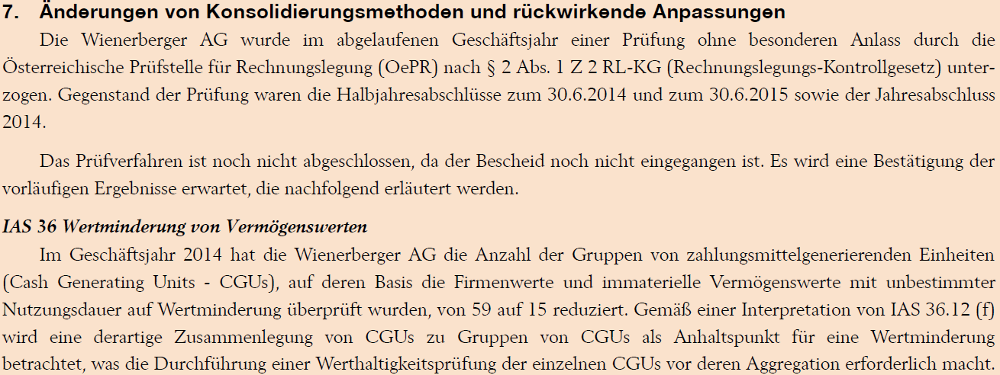 7. Änderungen von Konsolidierungsmethoden und rückwirkende Anpassungen
Die Wienerberger AG wurde im abgelaufenen Geschäftsjahr einer Prüfung ohne besonderen Anlass durch die
Österreichische Prüfstelle für Rechnungslegung (OePR) nach § 2 Abs. 1 Z 2 RL-KG (Rechnungslegungs-Kontrollgesetz) unter-
zogen. Gegenstand der Prüfung waren die Halbjahresabschlüsse zum 30.6.2014 und zum 30.6.2015 sowie der Jahresabschluss
2014.
Das Prüfverfahren ist noch nicht abgeschlossen, da der Bescheid noch nicht eingegangen ist. Es wird eine Bestätigung der
vorläufigen Ergebnisse erwartet, die nachfolgend erläutert werden.
IAS 36 Wertminderung von Vermögenswerten
Im Geschäftsjahr 2014 hat die Wienerberger AG die Anzahl der Gruppen von zahlungsmittelgenerierenden Einheiten
(Cash Generating Units - CGUs), auf deren Basis die Firmenwerte und immaterielle Vermögenswerte mit unbestimmter
Nutzungsdauer auf Wertminderung überprüft wurden, von 59 auf 15 reduziert. Gemäß einer Interpretation von IAS 36.12 (f)
wird eine derartige Zusammenlegung von CGUs zu Gruppen von CGUs als Anhaltspunkt für eine Wertminderung
betrachtet, was die Durchführung einer Werthaltigkeitsprüfung der einzelnen CGUs vor deren Aggregation erforderlich macht.